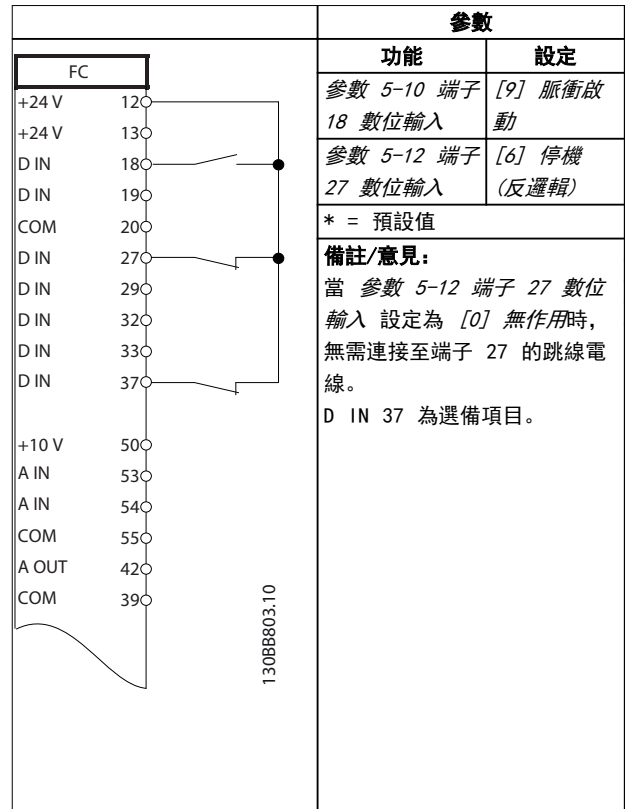 FC
+24 V 12
+24 V 13
D IN 18
D IN 19
COM 20
D IN 27
D IN 29
D IN 32
D IN 33
D IN 37
+10 V 50
A IN 53
A IN 54
COM 55
A OUT 42
COM 39
130BB803.10
參數
功能 設定
參數 5-10 端子 [9] 脈衝啟
18 數位輸入 動
參數 5-12 端子 [6] 停機
27 數位輸入 (反邏輯)
* = 預設值
備註/意見:
當 參數 5-12 端子 27 數位
輸入 設定為 [0] 無作用時,
無需連接至端子 27 的跳線電
線。
D IN 37 為選備項目。